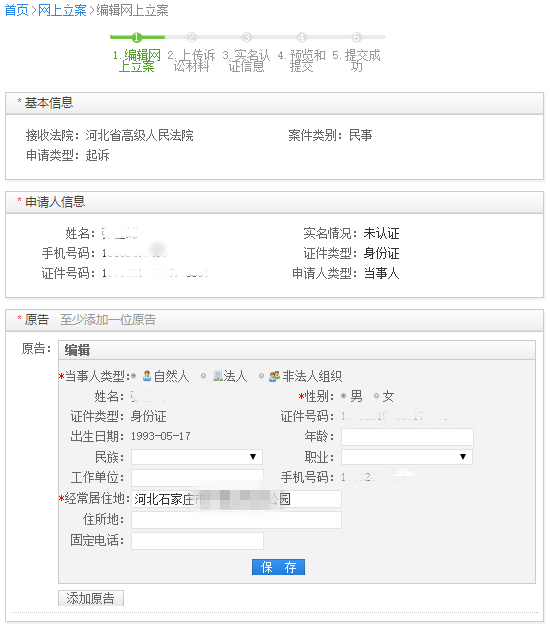 首页>网上立案>编辑网上立案
1 2 3 4 5
1.编辑网上立案 2.上传诉讼材料 3.实名认证信息 4.预览和提交 5.提交成功
* 基本信息
接收法院：河北省高级人民法院 案件类别：民事
申请类型：起诉
* 申请人信息
姓名： 实名情况：未认证
手机号码： 证件类型：身份证
证件号码： 申请人类型：当事人
* 原告 至少添加一位原告
原告： 编辑
*当事人类型: 自然人 法人 非法人组织
姓名： *性别： 男 女
证件类型：身份证 证件号码：
出生日期：1993-05-17 年龄：
民族： 职业：
工作单位： 手机号码：
*经常居住地：河北石家庄市 公园
住所地：
固定电话：
保 存
添加原告